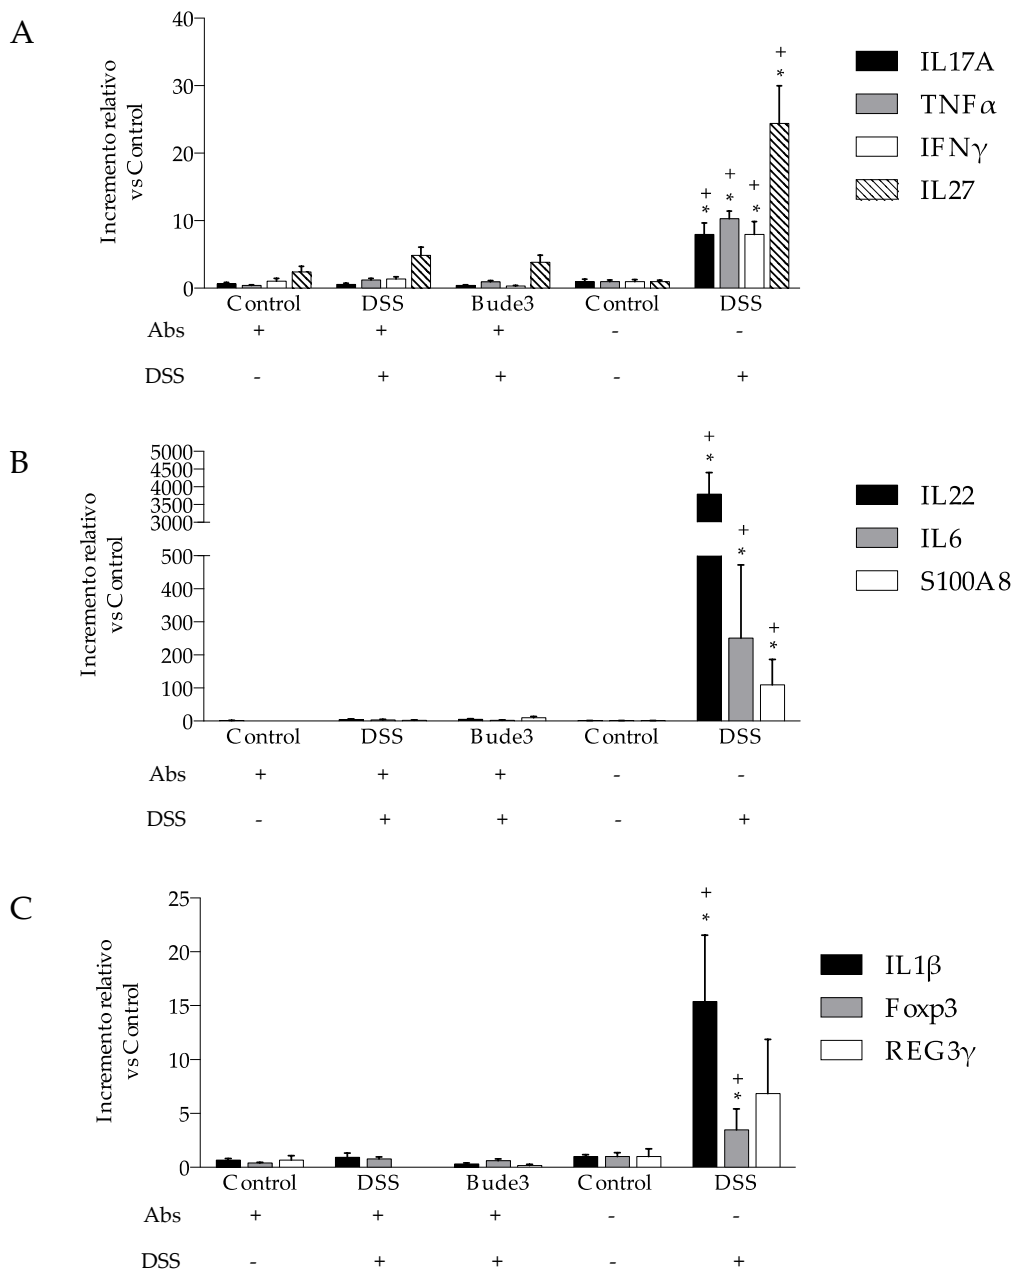 A
Incremento relativo
vs Control
40
30
20
10
0
+
*
+
*
+
*
+
*
IL17A
TNFα
IFNγ
IL27
Control DSS Bude3 Control DSS
Abs + + + - -
DSS - + + - +
B
Incremento relativo
vs Control
5000
4500
4000
3500
3000
500
400
300
200
100
0
+
*
+
*
+
*
IL22
IL6
S100A8
Control DSS Bude3 Control DSS
Abs + + + - -
DSS - + + - +
C
Incremento relativo
vs Control
25
20
15
10
5
0
+
*
+
*
IL1β
Foxp3
REG3γ
Control DSS Bude3 Control DSS
Abs + + + - -
DSS - + + - +